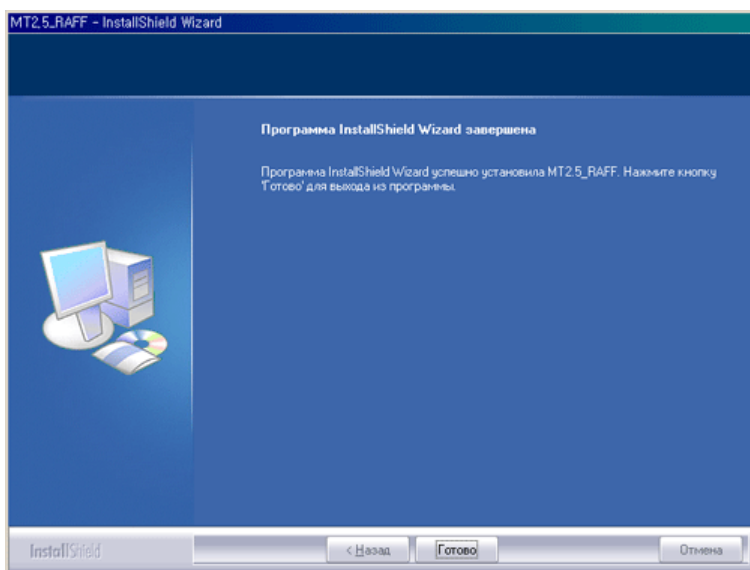 MT2,5_RAFF - InstallShield Wizard
Программа InstallShield Wizard завершена
Программа InstallShield Wizard успешно установила MT2.5_RAFF. Нажмите кнопку
'Готово' для выхода из программы.
InstallShield
< Назад
Готово
Отмена